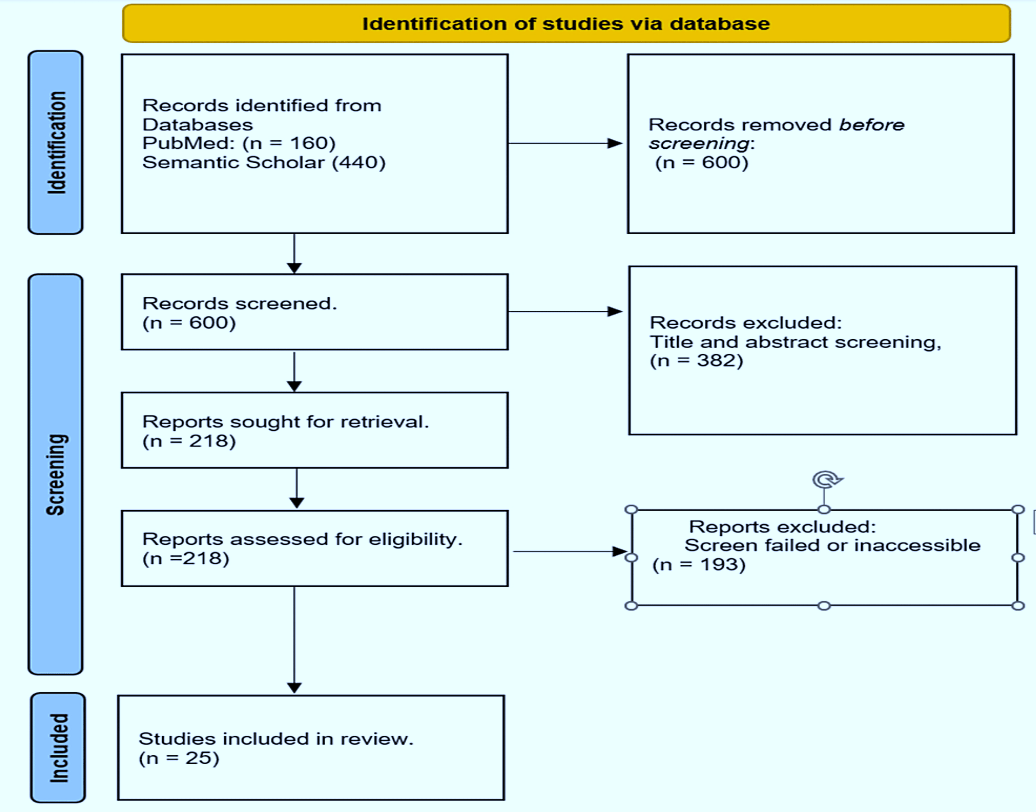 Identification of studies via database
Identification
Records identified from
Databases
PubMed: (n = 160)
Semantic Scholar (440)
Records removed before
screening:
(n = 600)
Screening
Records screened.
(n = 600)
Records excluded:
Title and abstract screening,
(n = 382)
Reports sought for retrieval.
(n = 218)
Reports assessed for eligibility.
(n =218)
Reports excluded:
Screen failed or inaccessible
(n = 193)
Included
Studies included in review.
(n = 25)